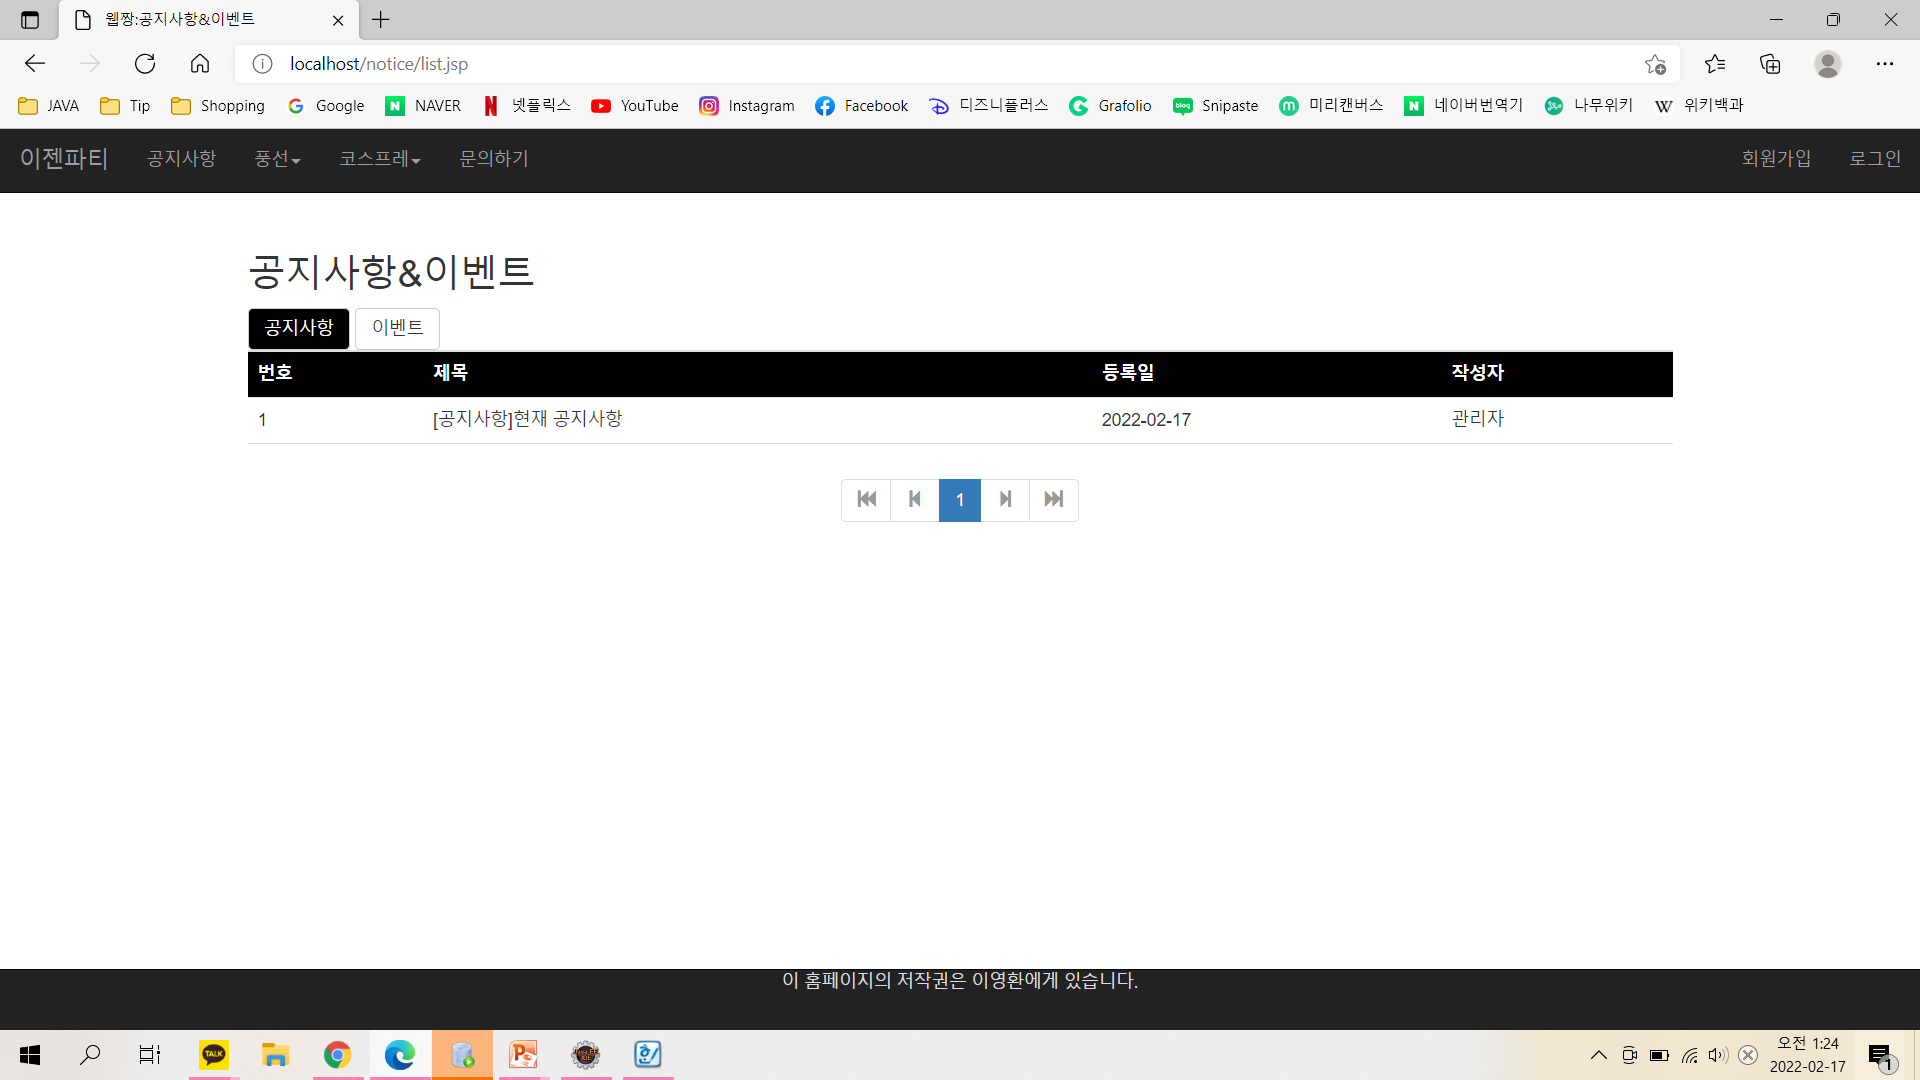 웹짱:공지사항&이벤트
localhost/notice/list.jsp
JAVA Tip Shopping Google NAVER 넷플릭스 YouTube Instagram Facebook 디즈니플러스 Grafolio Snipaste 미리캔버스 네이버번역기 나무위키 위키백과
이젠파티 공지사항 풍선 코스프레 문의하기 회원가입 로그인
공지사항&이벤트
공지사항 이벤트
번호 제목 등록일 작성자
1 [공지사항]현재 공지사항 2022-02-17 관리자
1
이 홈페이지의 저작권은 이영환에게 있습니다.
오전 1:24
2022-02-17
1